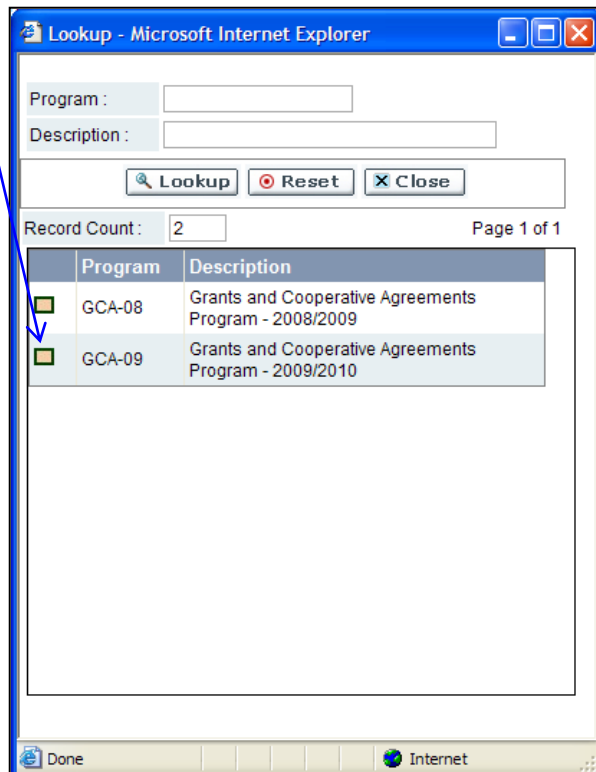 Lookup - Microsoft Internet Explorer
Program :
Description :
Lookup Reset Close
Record Count : 2 Page 1 of 1
Program Description
GCA-08 Grants and Cooperative Agreements
Program - 2008/2009
GCA-09 Grants and Cooperative Agreements
Program - 2009/2010
Done Internet